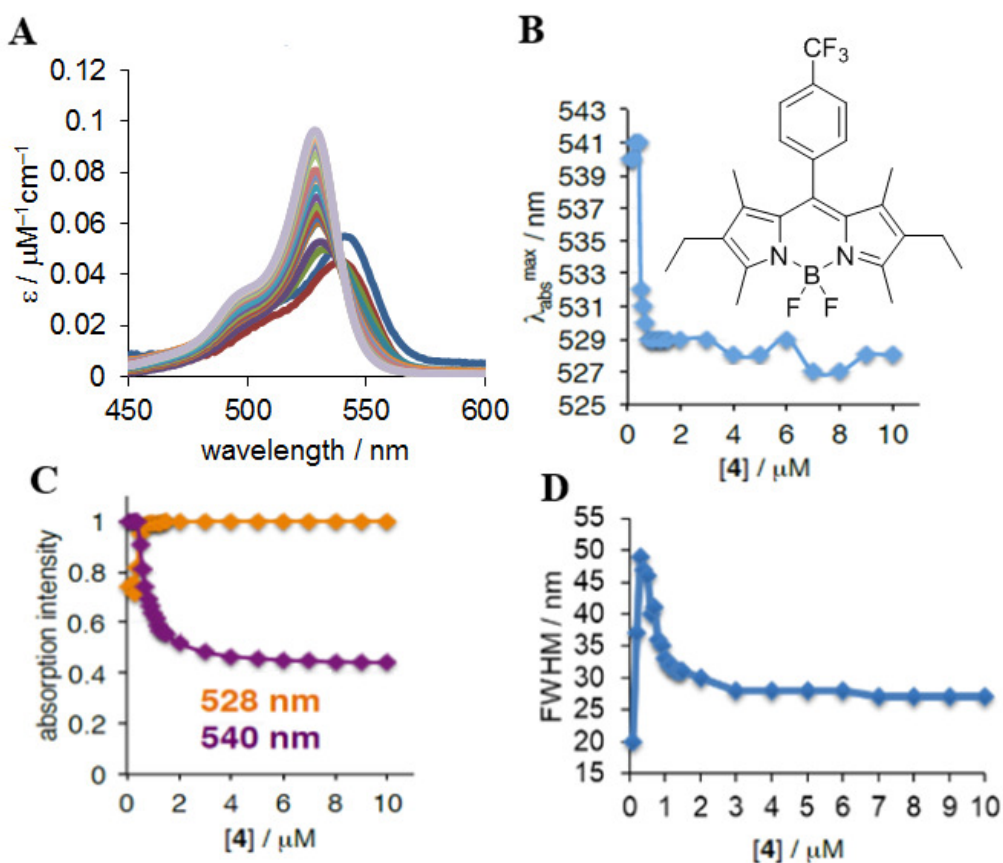 A
0.12
0.1
0.08
0.06
0.04
0.02
0
ε / μM⁻¹cm⁻¹
450
500
550
600
wavelength / nm
B
CF₃
N
N
B
F
F
543
541
539
537
535
533
531
529
527
525
λabsmax / nm
0
2
4
6
8
10
[4] / μM
C
1
0.8
0.6
0.4
0.2
0
absorption intensity
528 nm
540 nm
0
2
4
6
8
10
[4] / μM
D
55
50
45
40
35
30
25
20
15
FWHM / nm
0
1
2
3
4
5
6
7
8
9
10
[4] / μM